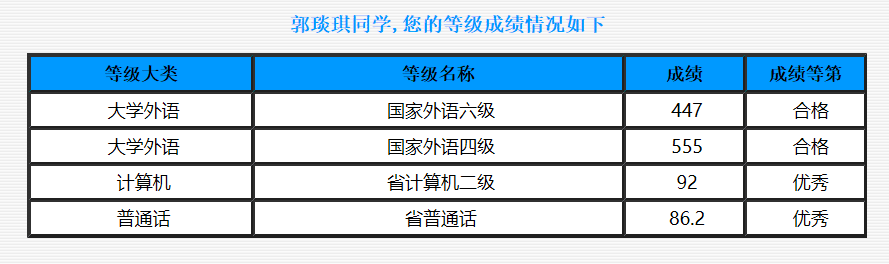 郭琰琪同学,您的等级成绩情况如下
等级大类 等级名称 成绩 成绩等第
大学外语 国家外语六级 447 合格
大学外语 国家外语四级 555 合格
计算机 省计算机二级 92 优秀
普通话 省普通话 86.2 优秀